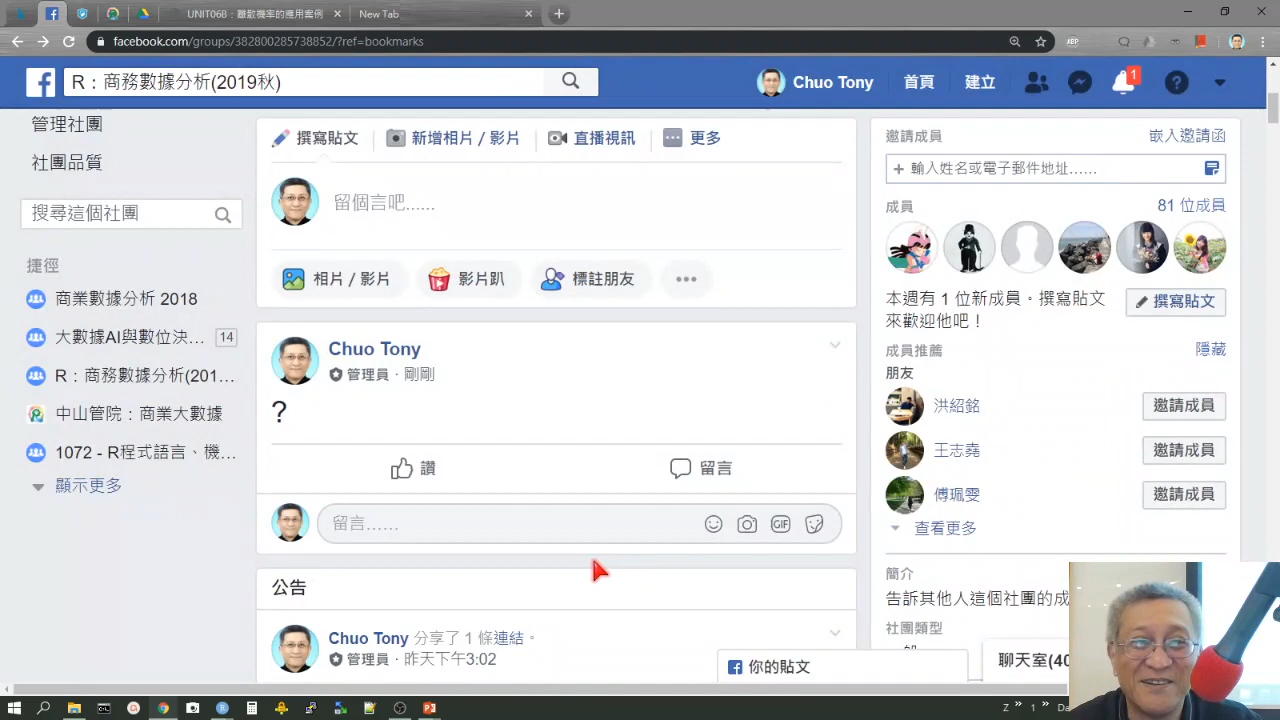 UNIT06B：離散機率的應用案例
New Tab
facebook.com/groups/382800285738852/?ref=bookmarks
ABP
R：商務數據分析(2019秋)
Chuo Tony
首頁
建立
1
管理社團
社團品質
搜尋這個社團
捷徑
商業數據分析 2018
大數據AI與數位決...
14
R：商務數據分析(201...
中山管院：商業大數據
1072 - R程式語言、機...
顯示更多
撰寫貼文
新增相片 / 影片
直播視訊
更多
留個言吧......
相片 / 影片
影片趴
標註朋友
Chuo Tony
管理員 · 剛剛
?
讚
留言
留言......
GIF
公告
Chuo Tony 分享了 1 條連結。
管理員 · 昨天下午3:02
邀請成員
嵌入邀請函
輸入姓名或電子郵件地址......
成員
81 位成員
本週有 1 位新成員。撰寫貼文
來歡迎他吧！
撰寫貼文
成員推薦
隱藏
朋友
洪紹銘
邀請成員
王志堯
邀請成員
傅珮雯
邀請成員
查看更多
簡介
告訴其他人這個社團的成
社團類型
你的貼文
聊天室(40
Z
1